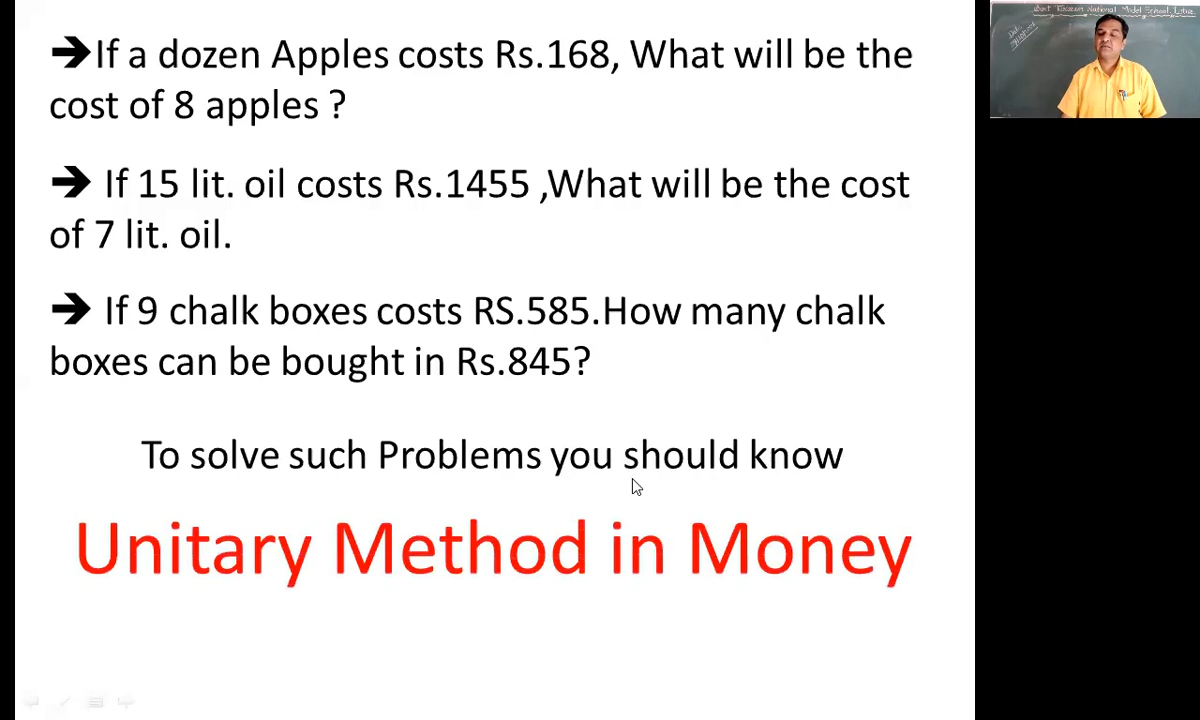 ➔If a dozen Apples costs Rs.168, What will be the
cost of 8 apples ?
➔ If 15 lit. oil costs Rs.1455 ,What will be the cost
of 7 lit. oil.
➔ If 9 chalk boxes costs RS.585.How many chalk
boxes can be bought in Rs.845?
To solve such Problems you should know
Unitary Method in Money
National Model School